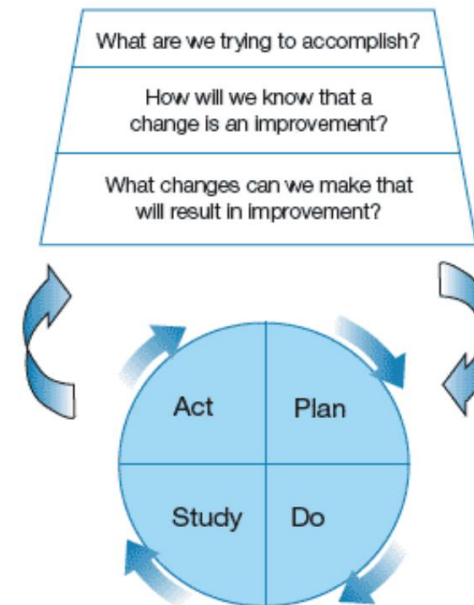 What are we trying to accomplish?
How will we know that a
change is an improvement?
What changes can we make that
will result in improvement?
Act
Plan
Study
Do